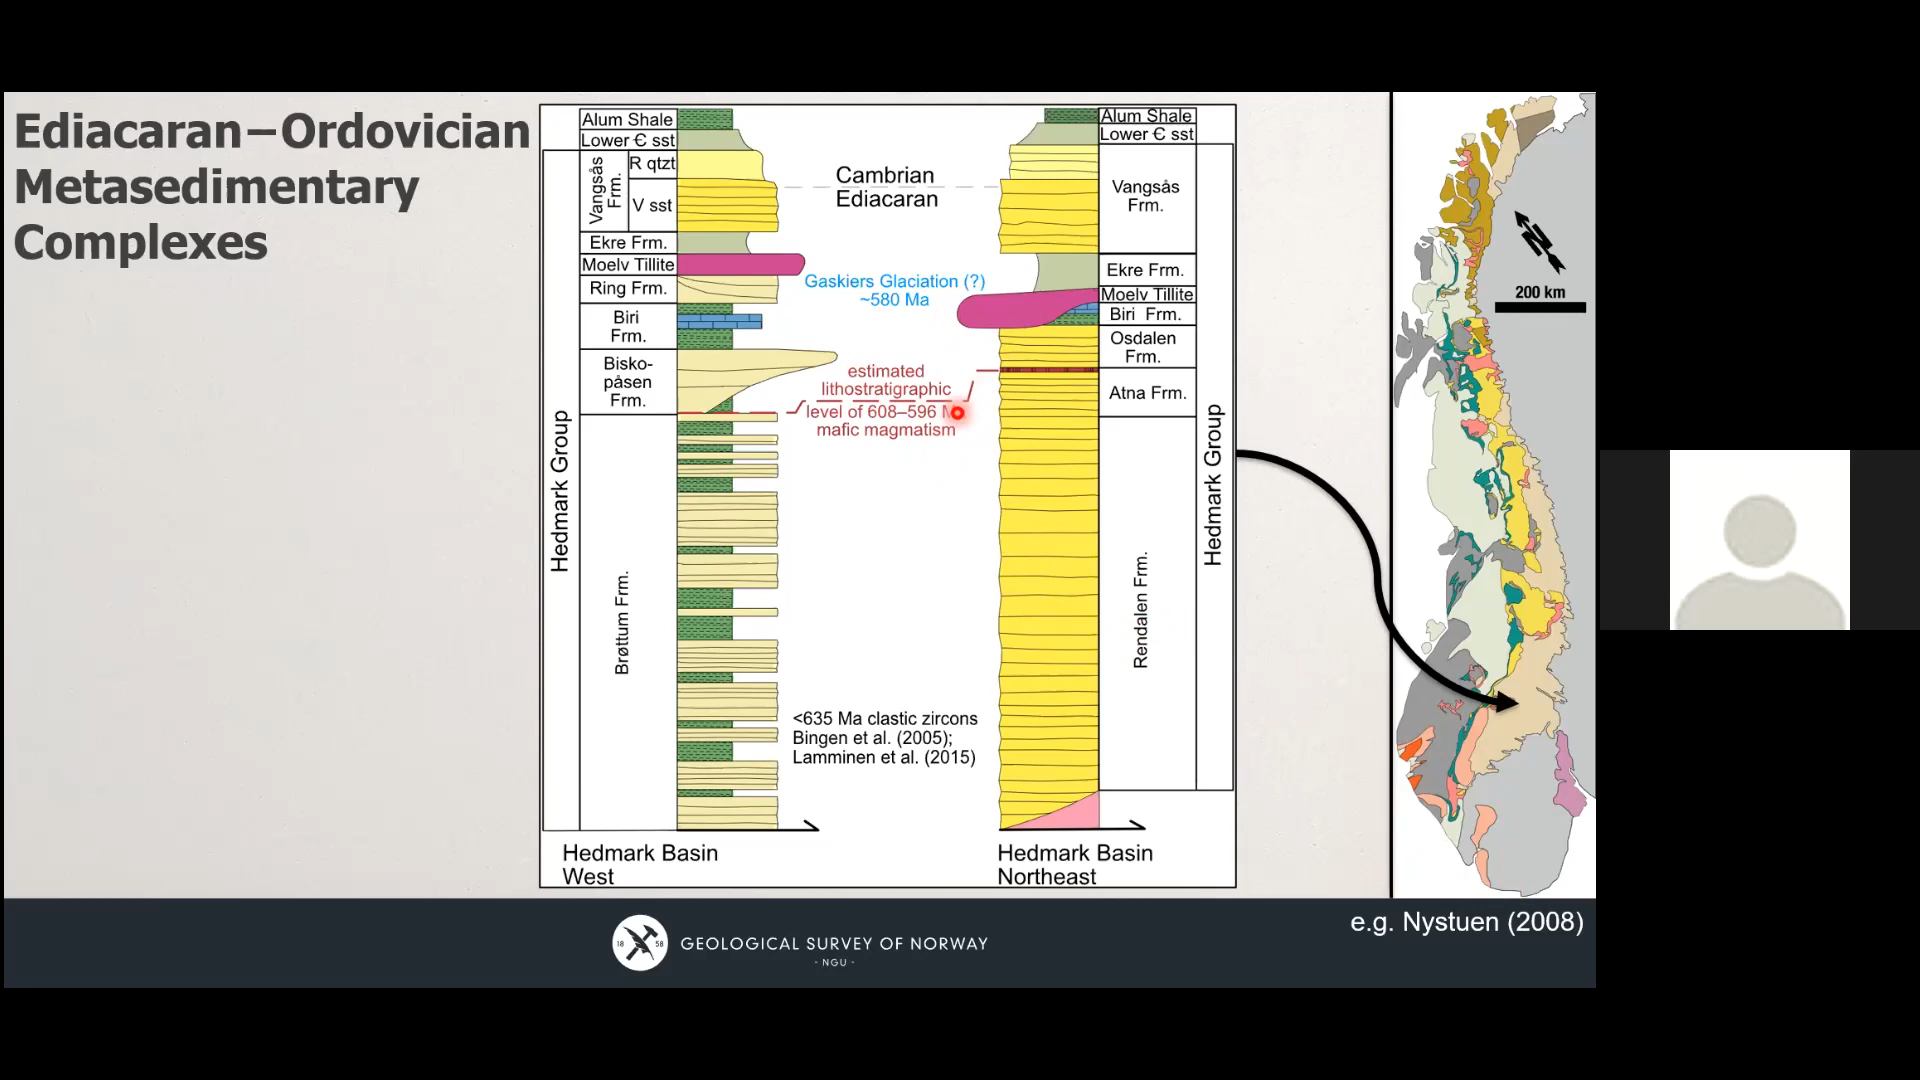 Ediacaran–Ordovician
Metasedimentary
Complexes
Alum Shale
Lower Є sst
Vangsås
Frm.
R qtzt
V sst
Ekre Frm.
Moelv Tillite
Ring Frm.
Biri
Frm.
Bisko-
påsen
Frm.
Hedmark Group
Brøttum Frm.
Cambrian
Ediacaran
Gaskiers Glaciation (?)
~580 Ma
estimated
lithostratigraphic
level of 608–596
mafic magmatism
<635 Ma clastic zircons
Bingen et al. (2005);
Lamminen et al. (2015)
Alum Shale
Lower Є sst
Vangsås
Frm.
Ekre Frm.
Moelv Tillite
Biri Frm.
Osdalen
Frm.
Atna Frm.
Rendalen Frm.
Hedmark Group
Hedmark Basin
West
Hedmark Basin
Northeast
N
200 km
e.g. Nystuen (2008)
18 58
GEOLOGICAL SURVEY OF NORWAY
- NGU -